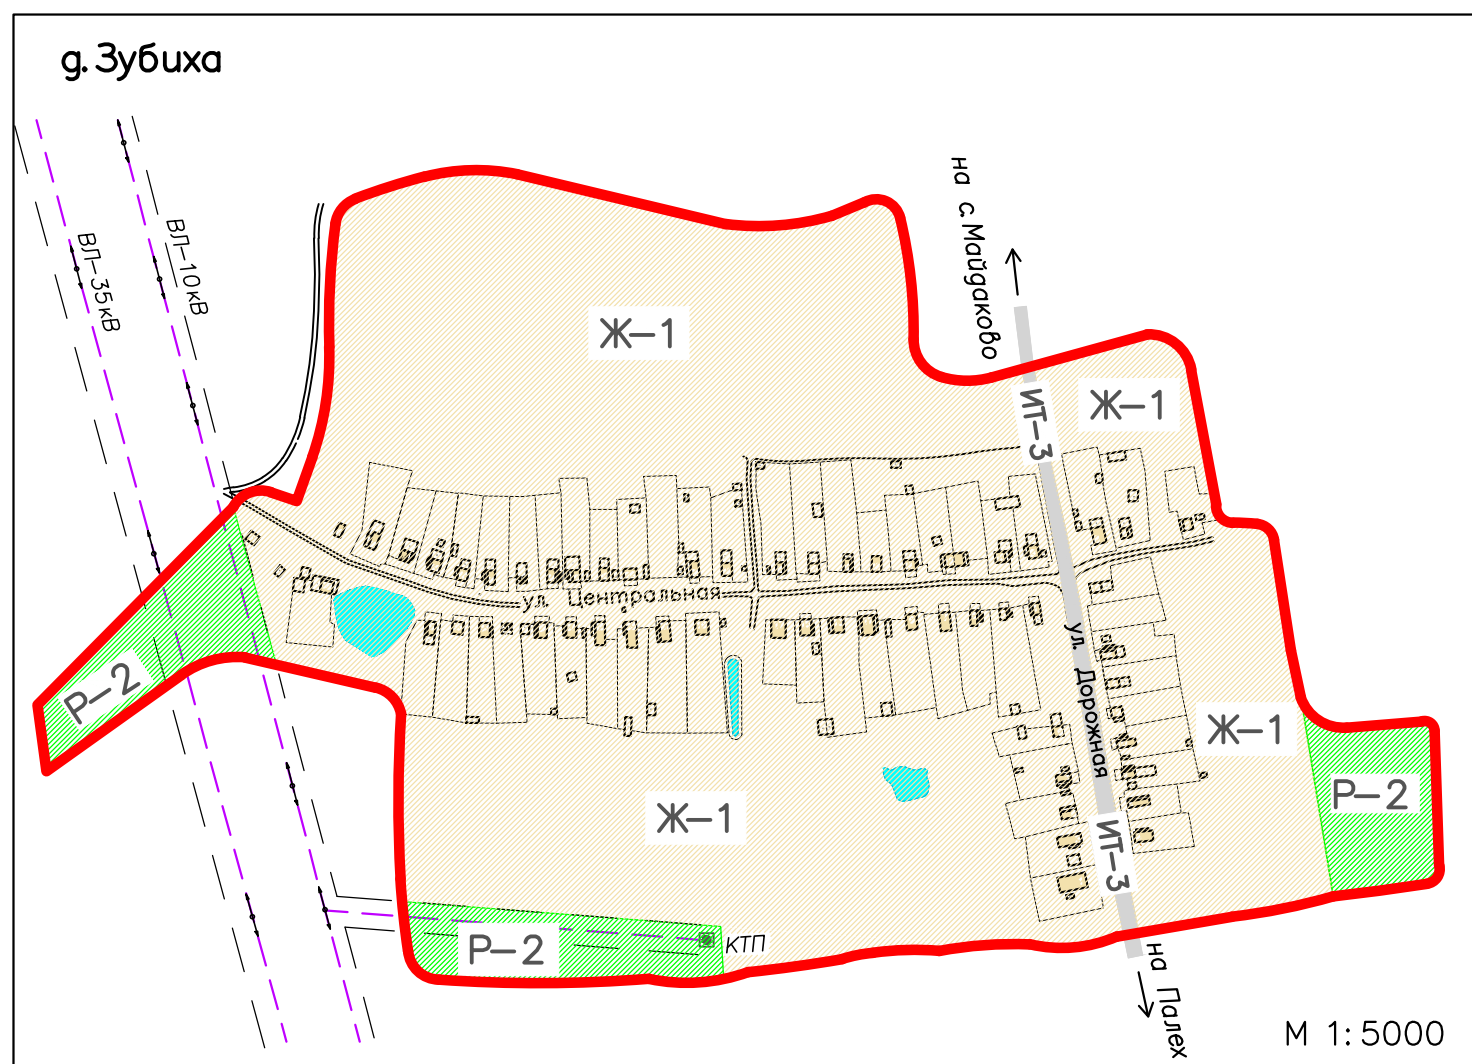 д. Зубиха
на с.Майдаково
ВЛ-35кВ
ВЛ-10кВ
Ж-1
ИТ-3
Ж-1
ул. Центральная
ул. Дорожная
Р-2
Ж-1
Ж-1
Р-2
ИТ-3
Р-2
КТП
на Палех
М 1:5000